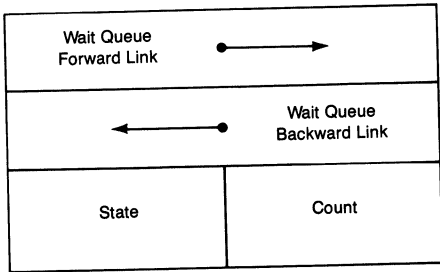 Wait Queue
Forward Link
Wait Queue
Backward Link
State
Count